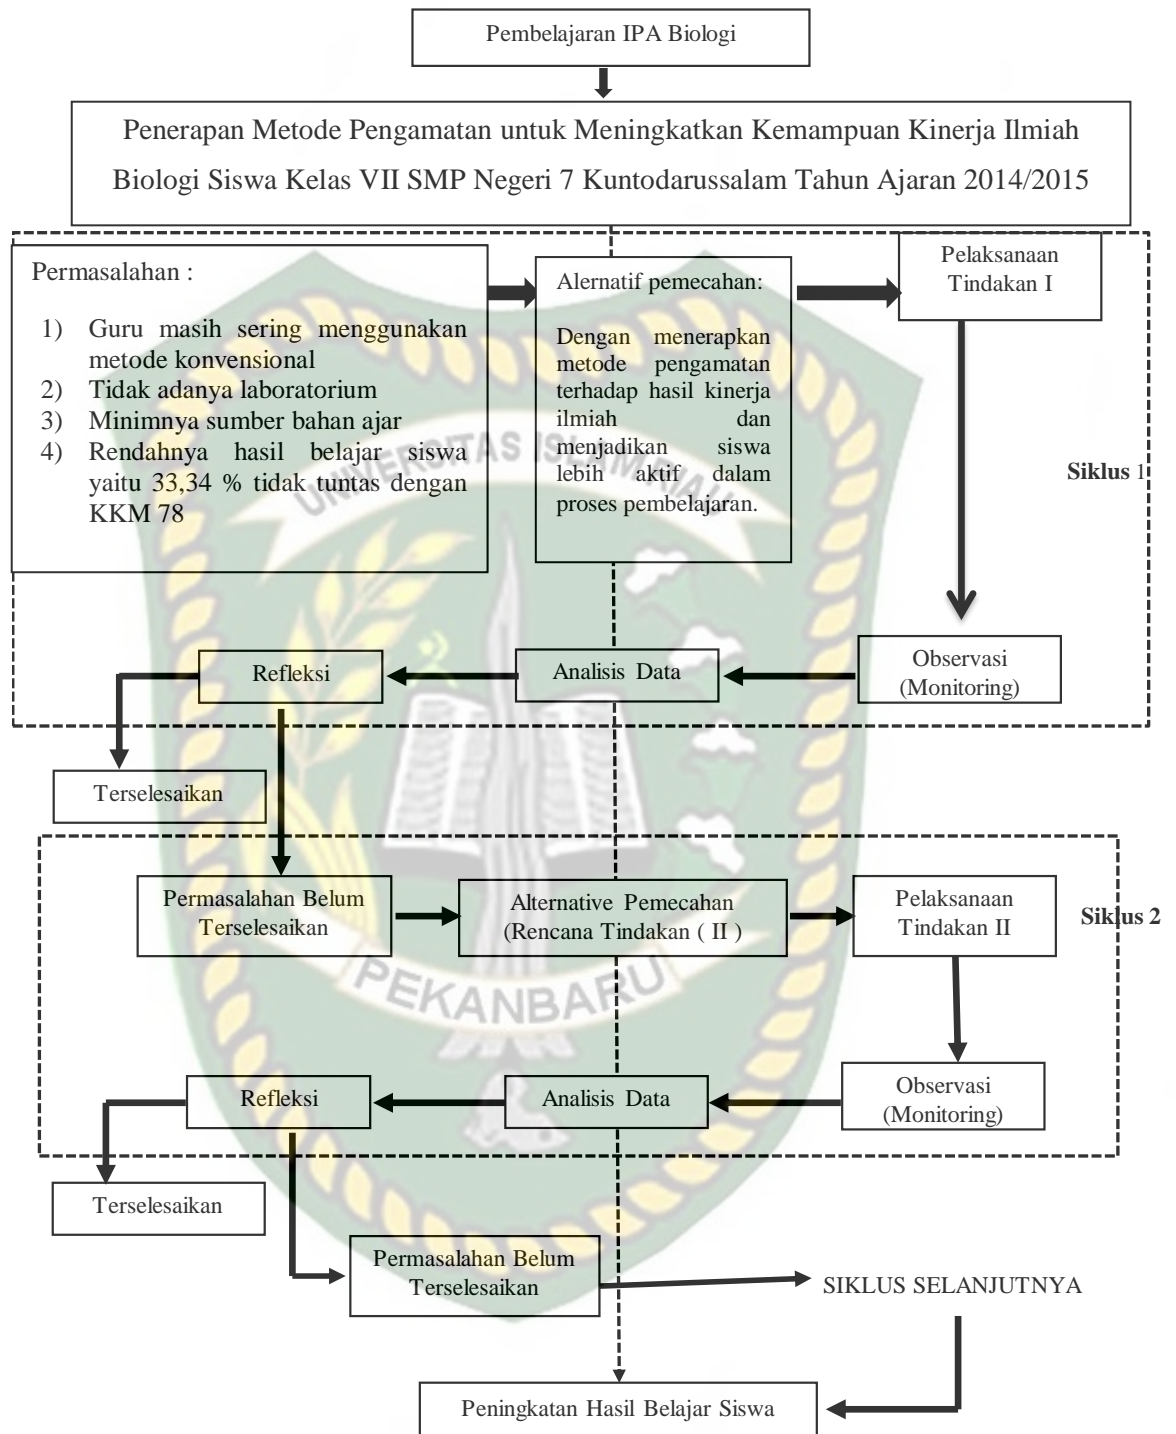 Pembelajaran IPA Biologi
Penerapan Metode Pengamatan untuk Meningkatkan Kemampuan Kinerja Ilmiah
Biologi Siswa Kelas VII SMP Negeri 7 Kuntodarussalam Tahun Ajaran 2014/2015
Permasalahan :
1) Guru masih sering menggunakan
metode konvensional
2) Tidak adanya laboratorium
3) Minimnya sumber bahan ajar
4) Rendahnya hasil belajar siswa
yaitu 33,34 % tidak tuntas dengan
KKM 78
Alernatif pemecahan:
Dengan menerapkan
metode pengamatan
terhadap hasil kinerja
ilmiah dan
menjadikan siswa
lebih aktif dalam
proses pembelajaran.
Pelaksanaan
Tindakan I
Siklus 1
UNIVERSITAS ISLAM RIAU
Refleksi
Analisis Data
Observasi
(Monitoring)
Terselesaikan
Permasalahan Belum
Terselesaikan
Alternative Pemecahan
(Rencana Tindakan ( II )
Pelaksanaan
Tindakan II
Siklus 2
PEKANBARU
Refleksi
Analisis Data
Observasi
(Monitoring)
Terselesaikan
Permasalahan Belum
Terselesaikan
SIKLUS SELANJUTNYA
Peningkatan Hasil Belajar Siswa